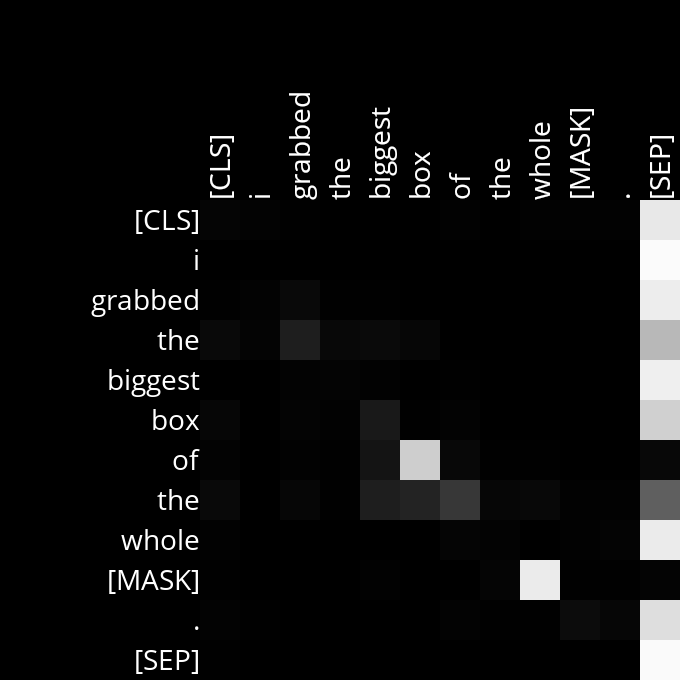 [CLS] i grabbed the biggest box of the whole [MASK] . [SEP]
[CLS]
i
grabbed
the
biggest
box
of
the
whole
[MASK]
.
[SEP]